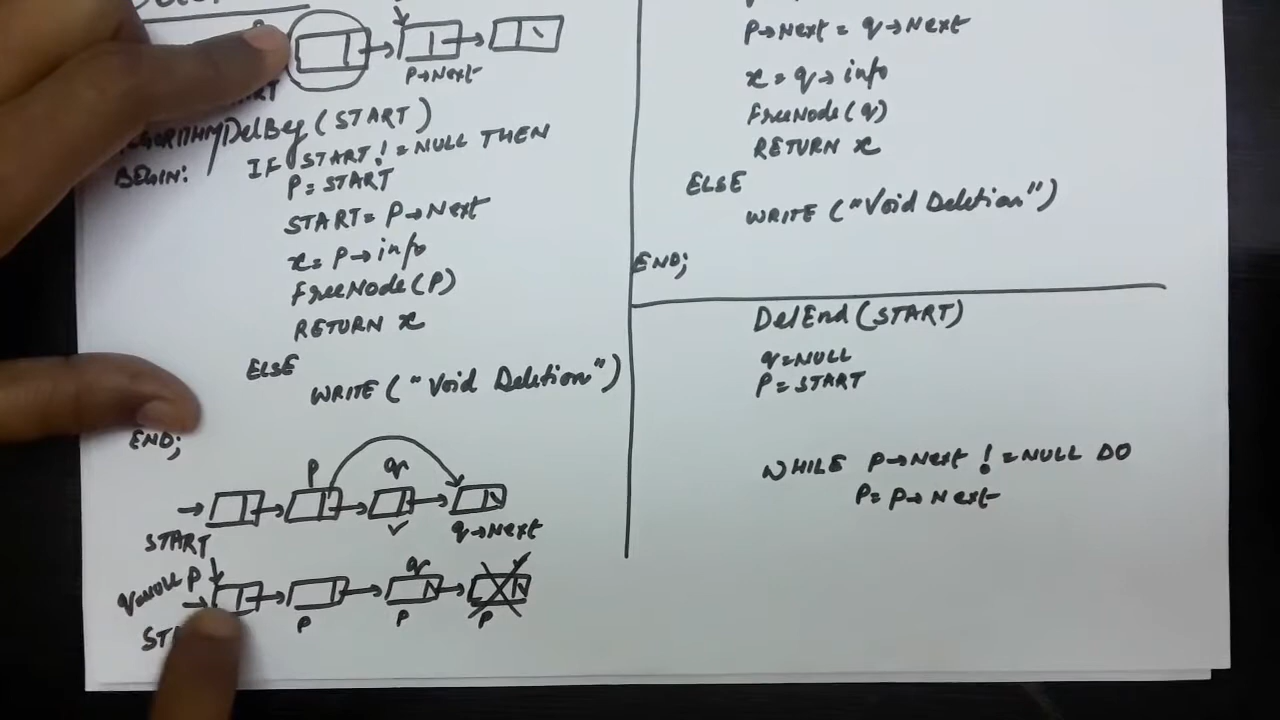 P→Next
ALGORITHM DelBeg(START)
BEGIN: IF START != NULL THEN
P = START
START = P→Next
x = P→info
FreeNode(P)
RETURN x
ELSE
WRITE ("Void Deletion")
END;
P
q
START
q→Next
q=NULL P
q
P
P
P
P→Next = q→Next
x = q→info
FreeNode(q)
RETURN x
ELSE
WRITE ("Void Deletion")
END;
DelEnd(START)
q=NULL
P=START
WHILE P→Next != NULL DO
P= P→Next